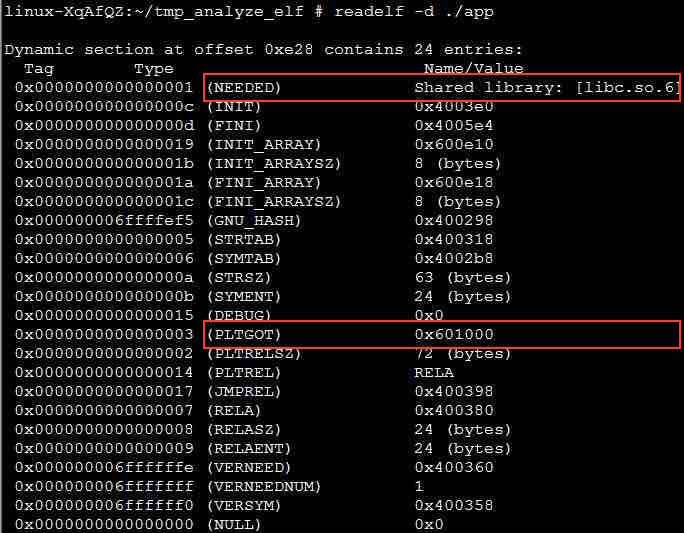 linux-XqAfQZ:~/tmp_analyze_elf # readelf -d ./app
Dynamic section at offset 0xe28 contains 24 entries:
Tag Type Name/Value
0x0000000000000001 (NEEDED) Shared library: [libc.so.6]
0x000000000000000c (INIT) 0x4003e0
0x000000000000000d (FINI) 0x4005e4
0x0000000000000019 (INIT_ARRAY) 0x600e10
0x000000000000001b (INIT_ARRAYSZ) 8 (bytes)
0x000000000000001a (FINI_ARRAY) 0x600e18
0x000000000000001c (FINI_ARRAYSZ) 8 (bytes)
0x000000006ffffef5 (GNU_HASH) 0x400298
0x0000000000000005 (STRTAB) 0x400318
0x0000000000000006 (SYMTAB) 0x4002b8
0x000000000000000a (STRSZ) 63 (bytes)
0x000000000000000b (SYMENT) 24 (bytes)
0x0000000000000015 (DEBUG) 0x0
0x0000000000000003 (PLTGOT) 0x601000
0x0000000000000002 (PLTRELSZ) 72 (bytes)
0x0000000000000014 (PLTREL) RELA
0x0000000000000017 (JMPREL) 0x400398
0x0000000000000007 (RELA) 0x400380
0x0000000000000008 (RELASZ) 24 (bytes)
0x0000000000000009 (RELAENT) 24 (bytes)
0x000000006ffffffe (VERNEED) 0x400360
0x000000006fffffff (VERNEEDNUM) 1
0x000000006ffffff0 (VERSYM) 0x400358
0x0000000000000000 (NULL) 0x0